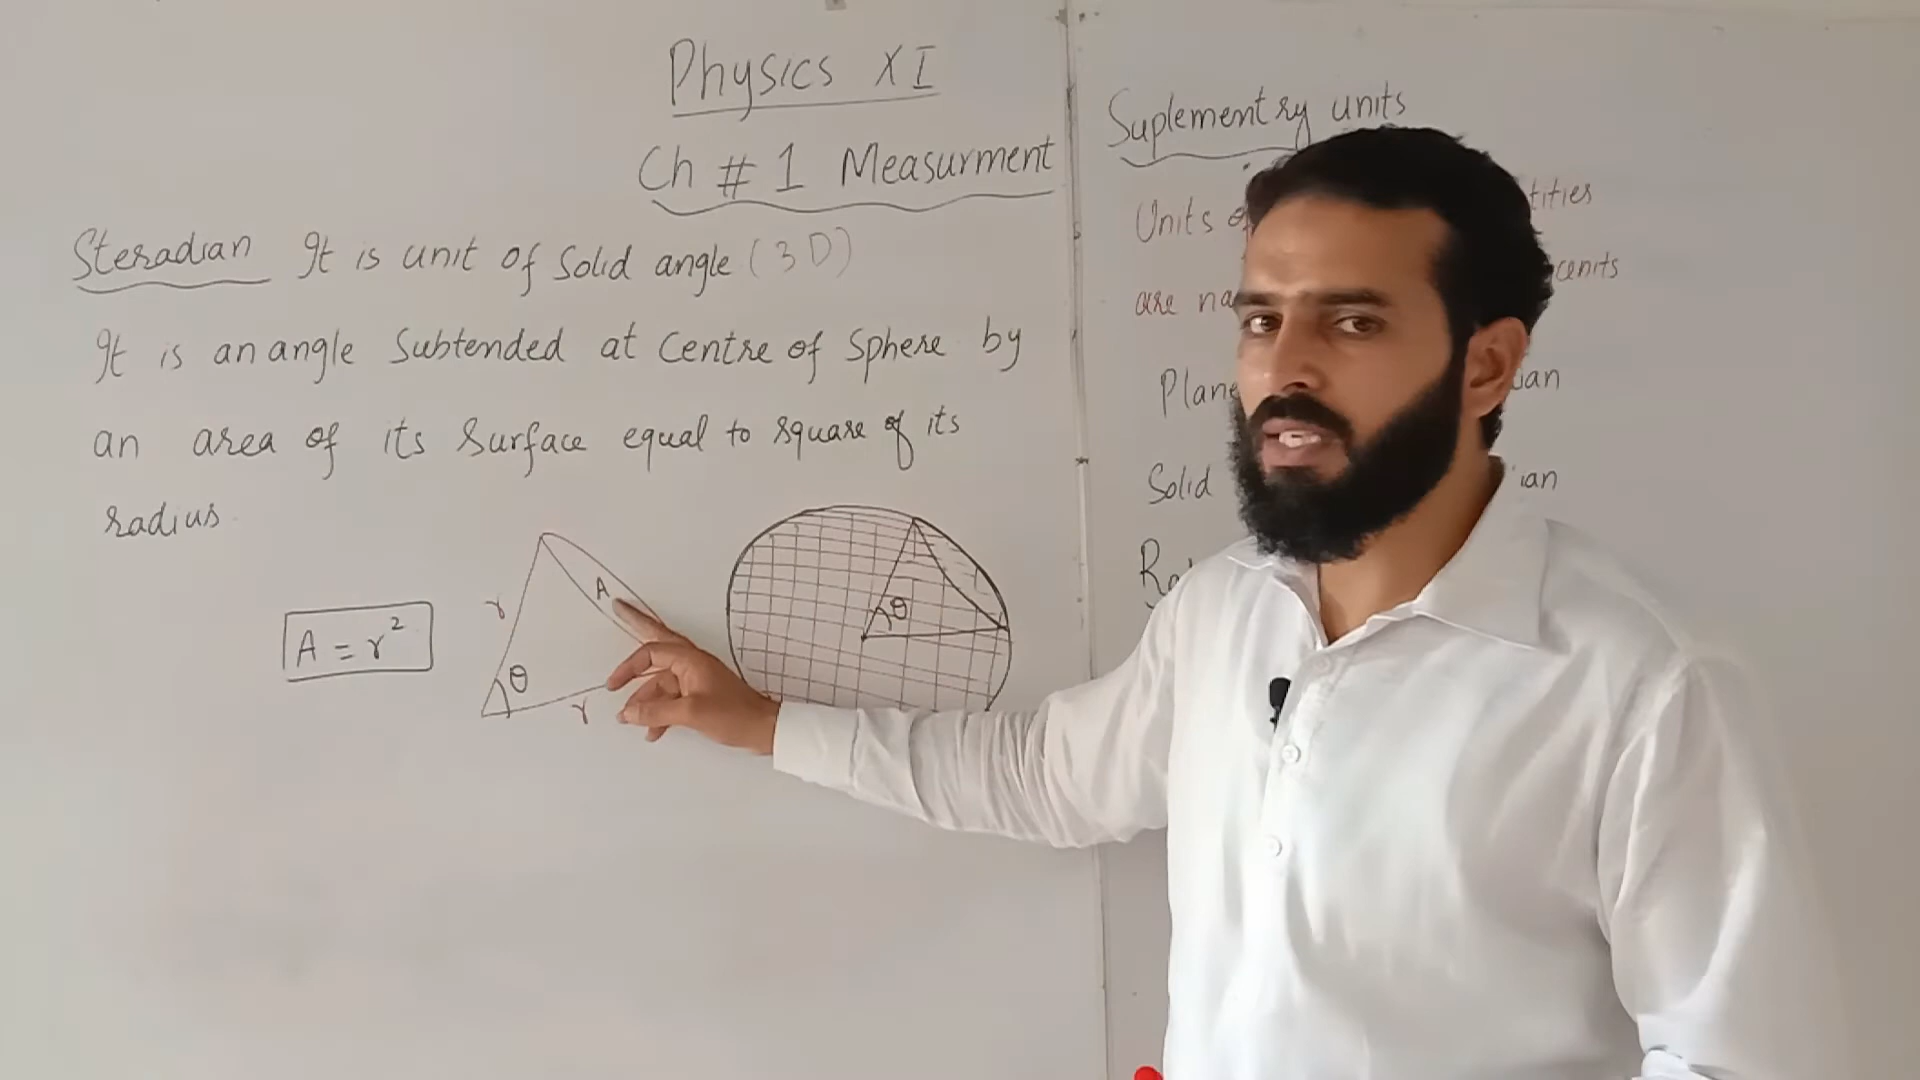 Physics XI
Ch # 1 Measurment
Steradian It is unit of Solid angle (3D)
It is an angle Subtended at Centre of Sphere by
an area of its Surface equal to square of its
radius
A = r²
r
θ
r
A
θ
Suplementry units
Units
are
Plane
Solid